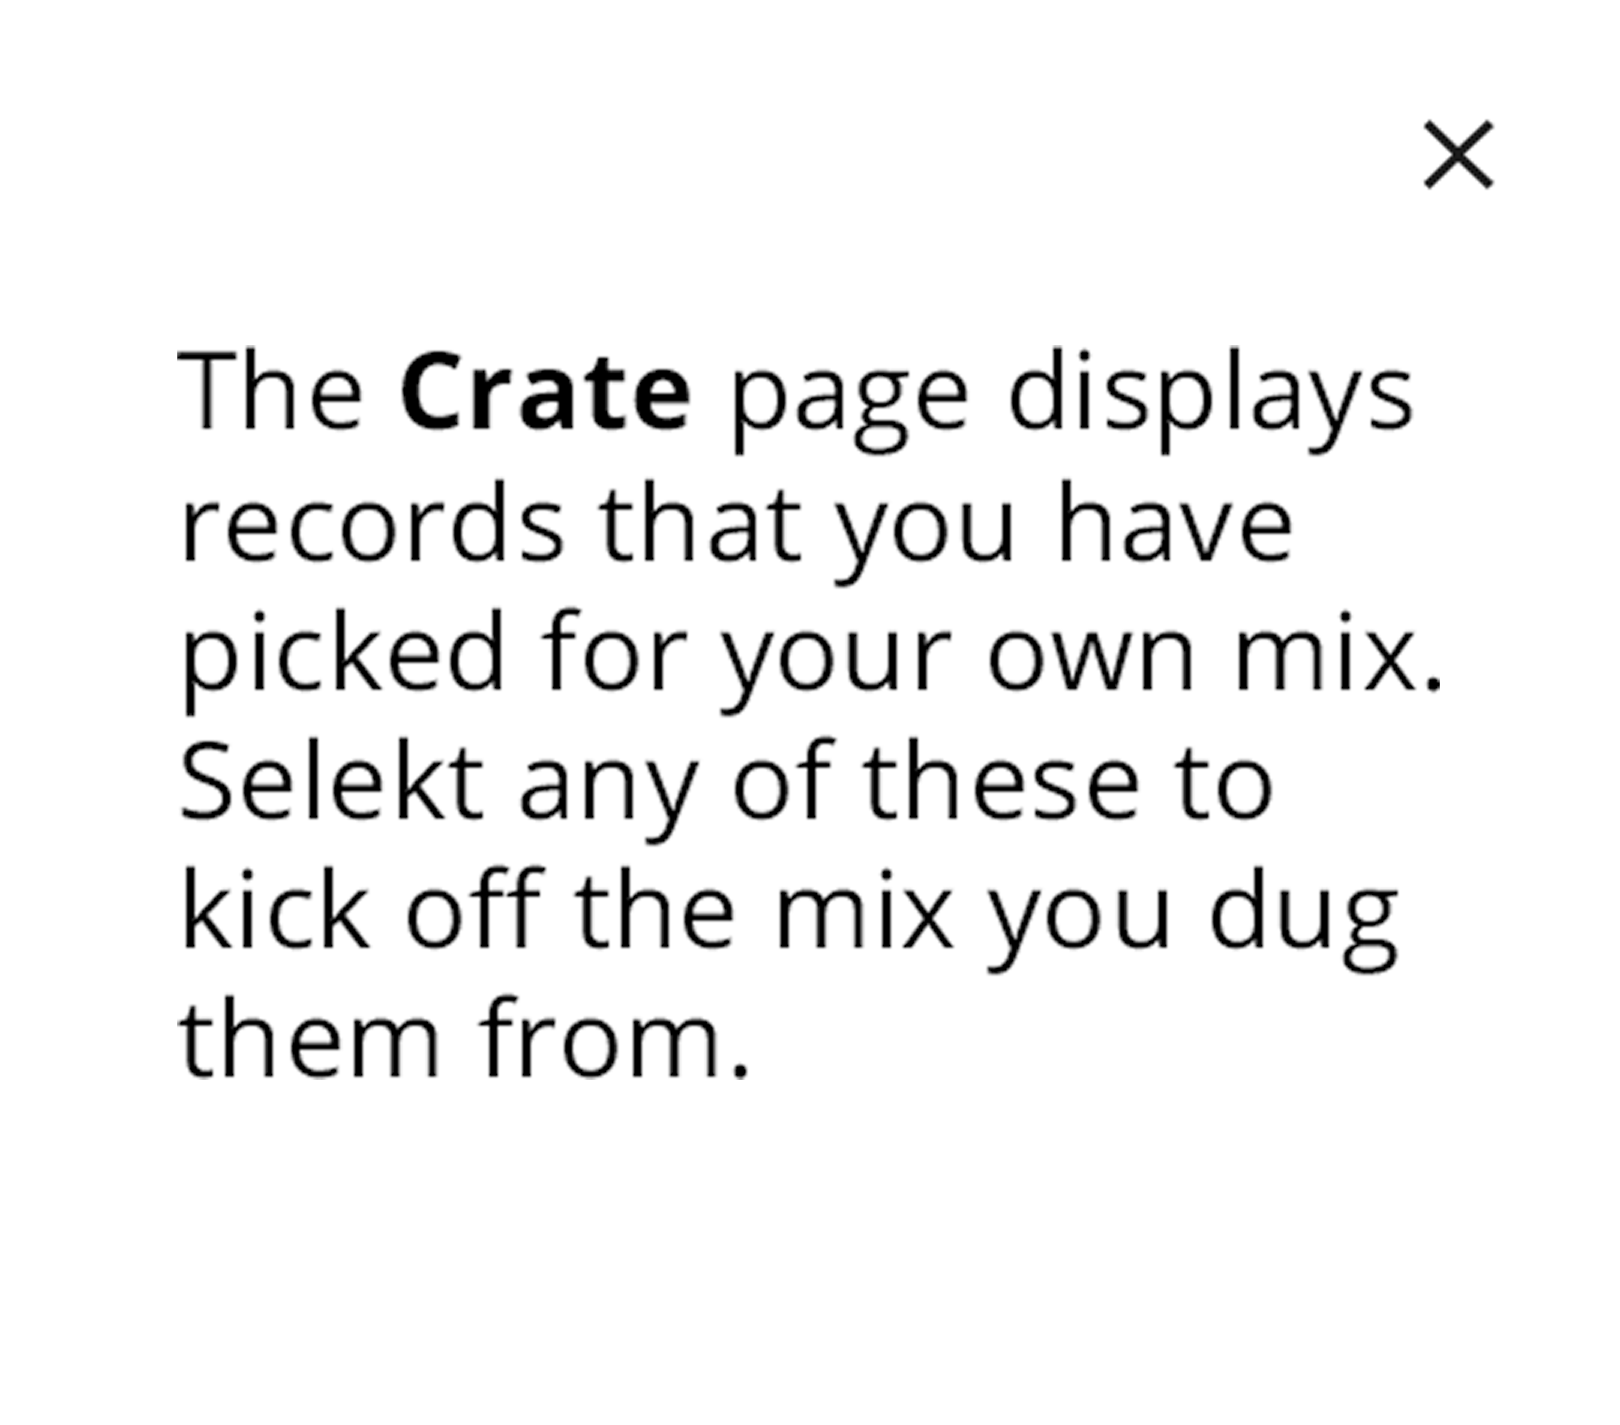 The Crate page displays
records that you have
picked for your own mix.
Selekt any of these to
kick off the mix you dug
them from.